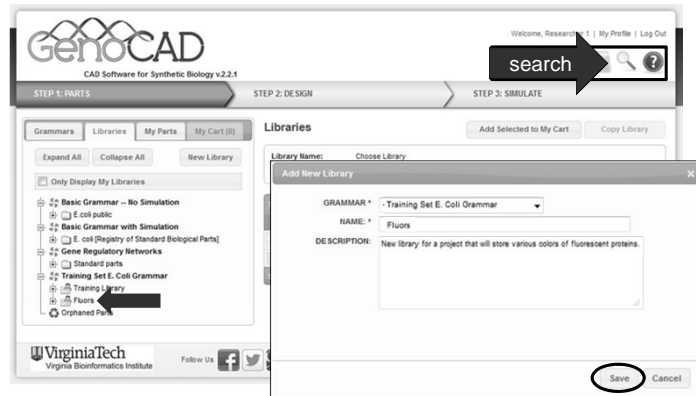 GenoCAD
CAD Software for Synthetic Biology v.2.2.1
Welcome, Researcher 1 | My Profile | Log Out
search
?
STEP 1: PARTS
STEP 2: DESIGN
STEP 3: SIMULATE
Grammars
Libraries
My Parts
My Cart (0)
Expand All
Collapse All
New Library
Only Display My Libraries
Basic Grammar -- No Simulation
E.coli public
Basic Grammar with Simulation
E. coli [Registry of Standard Biological Parts]
Gene Regulatory Networks
Standard parts
Training Set E. Coli Grammar
Training Library
Fluors
Orphaned Parts
Libraries
Add Selected to My Cart
Copy Library
Library Name: Choose Library
Add New Library
GRAMMAR * - Training Set E. Coli Grammar
NAME: * Fluors
DESCRIPTION: New library for a project that will store various colors of fluorescent proteins.
Save
Cancel
VirginiaTech
Virginia Bioinformatics Institute
Follow Us